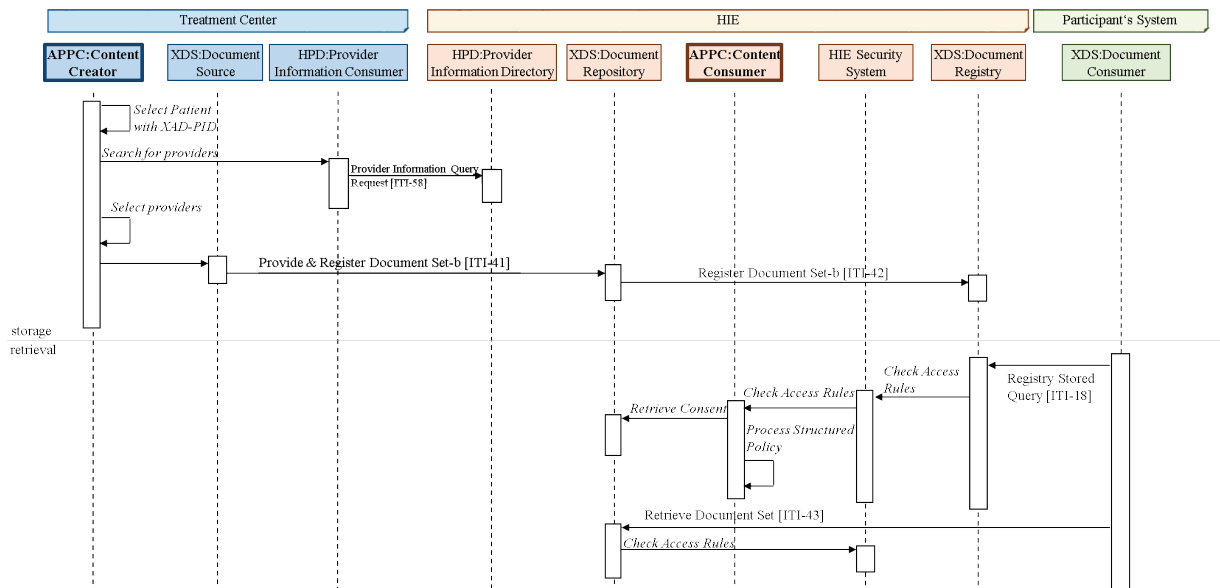 Treatment Center
HIE
Participant's System
APPC:Content
Creator
XDS:Document
Source
HPD:Provider
Information Consumer
HPD:Provider
Information Directory
XDS:Document
Repository
APPC:Content
Consumer
HIE Security
System
XDS:Document
Registry
XDS:Document
Consumer
Select Patient
with XAD-PID
Search for providers
Provider Information Query
Request [ITI-58]
Select providers
Provide & Register Document Set-b [ITI-41]
Register Document Set-b [ITI-42]
storage
retrieval
Registry Stored
Query [ITI-18]
Check Access
Rules
Check Access Rules
Retrieve Consent
Process Structured
Policy
Retrieve Document Set [ITI-43]
Check Access Rules